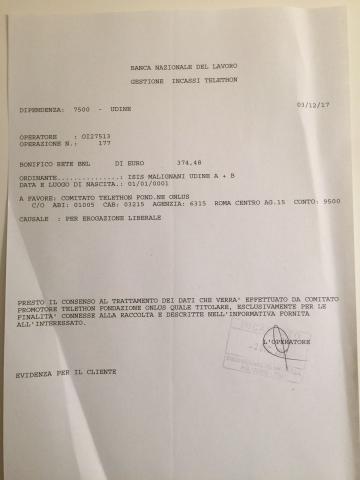 BANCA NAZIONALE DEL LAVORO
GESTIONE INCASSI TELETHON
DIPENDENZA: 7500 - UDINE
03/12/17
OPERATORE : OI27513
OPERAZIONE N.: 177
BONIFICO RETE BNL DI EURO 374,48
ORDINANTE...............: ISIS MALIGNANI UDINE A + B
DATA E LUOGO DI NASCITA.: 01/01/0001
A FAVORE: COMITATO TELETHON FOND.NE ONLUS
C/O ABI: 01005 CAB: 03215 AGENZIA: 6315 ROMA CENTRO AG.15 CONTO: 9500
CAUSALE : PER EROGAZIONE LIBERALE
PRESTO IL CONSENSO AL TRATTAMENTO DEI DATI CHE VERRA' EFFETTUATO DA COMITATO
PROMOTORE TELETHON FONDAZIONE ONLUS QUALE TITOLARE, ESCLUSIVAMENTE PER LE
FINALITA' CONNESSE ALLA RACCOLTA E DESCRITTE NELL'INFORMATIVA FORNITA
ALL'INTERESSATO.
L'OPERATORE
EVIDENZA PER IL CLIENTE